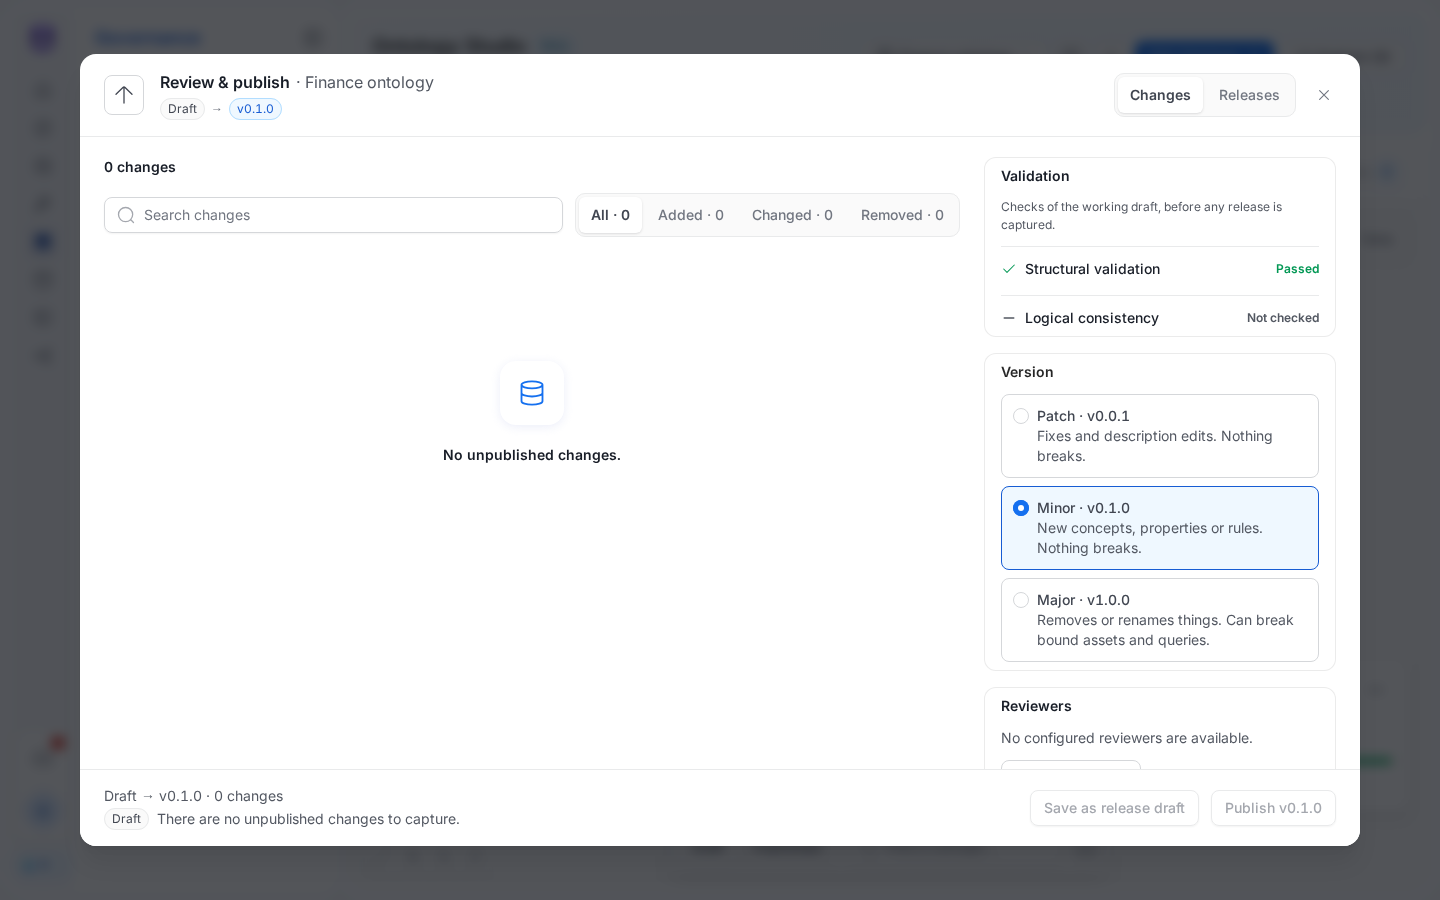 Review & publish · Finance ontology
Draft → v0.1.0
Changes
Releases
0 changes
Search changes
All · 0
Added · 0
Changed · 0
Removed · 0
No unpublished changes.
Validation
Checks of the working draft, before any release is
captured.
Structural validation
Passed
Logical consistency
Not checked
Version
Patch · v0.0.1
Fixes and description edits. Nothing
breaks.
Minor · v0.1.0
New concepts, properties or rules.
Nothing breaks.
Major · v1.0.0
Removes or renames things. Can break
bound assets and queries.
Reviewers
No configured reviewers are available.
Draft → v0.1.0 · 0 changes
Draft There are no unpublished changes to capture.
Save as release draft
Publish v0.1.0